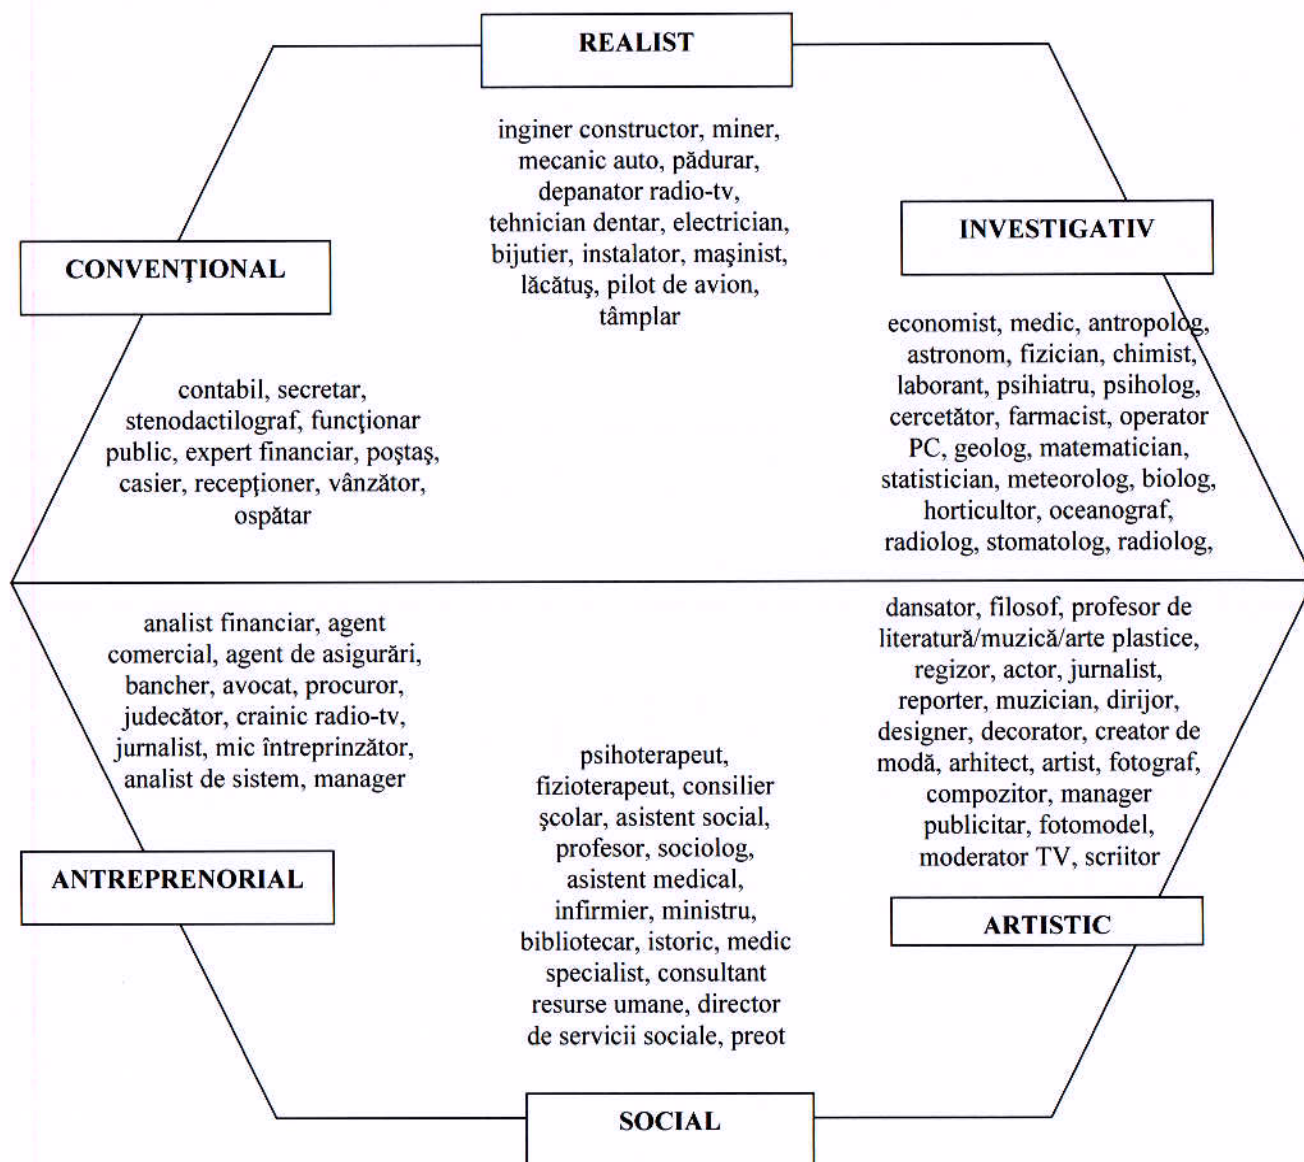 REALIST
inginer constructor, miner,
mecanic auto, pădurar,
depanator radio-tv,
tehnician dentar, electrician,
bijutier, instalator, maşinist,
lăcătuş, pilot de avion,
tâmplar
INVESTIGATIV
economist, medic, antropolog,
astronom, fizician, chimist,
laborant, psihiatru, psiholog,
cercetător, farmacist, operator
PC, geolog, matematician,
statistician, meteorolog, biolog,
horticultor, oceanograf,
radiolog, stomatolog, radiolog,
CONVENŢIONAL
contabil, secretar,
stenodactilograf, funcţionar
public, expert financiar, poştaş,
casier, recepţioner, vânzător,
ospătar
analist financiar, agent
comercial, agent de asigurări,
bancher, avocat, procuror,
judecător, crainic radio-tv,
jurnalist, mic întreprinzător,
analist de sistem, manager
ANTREPRENORIAL
psihoterapeut,
fizioterapeut, consilier
şcolar, asistent social,
profesor, sociolog,
asistent medical,
infirmier, ministru,
bibliotecar, istoric, medic
specialist, consultant
resurse umane, director
de servicii sociale, preot
SOCIAL
dansator, filosof, profesor de
literatură/muzică/arte plastice,
regizor, actor, jurnalist,
reporter, muzician, dirijor,
designer, decorator, creator de
modă, arhitect, artist, fotograf,
compozitor, manager
publicitar, fotomodel,
moderator TV, scriitor
ARTISTIC